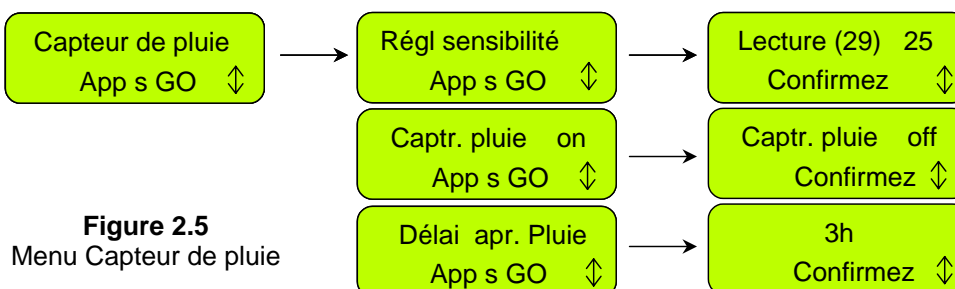 Capteur de pluie
App s GO ↕
Régl sensibilité
App s GO ↕
Lecture (29) 25
Confirmez ↕
Captr. pluie on
App s GO ↕
Captr. pluie off
Confirmez ↕
Délai apr. Pluie
App s GO ↕
3h
Confirmez ↕
Figure 2.5
Menu Capteur de pluie